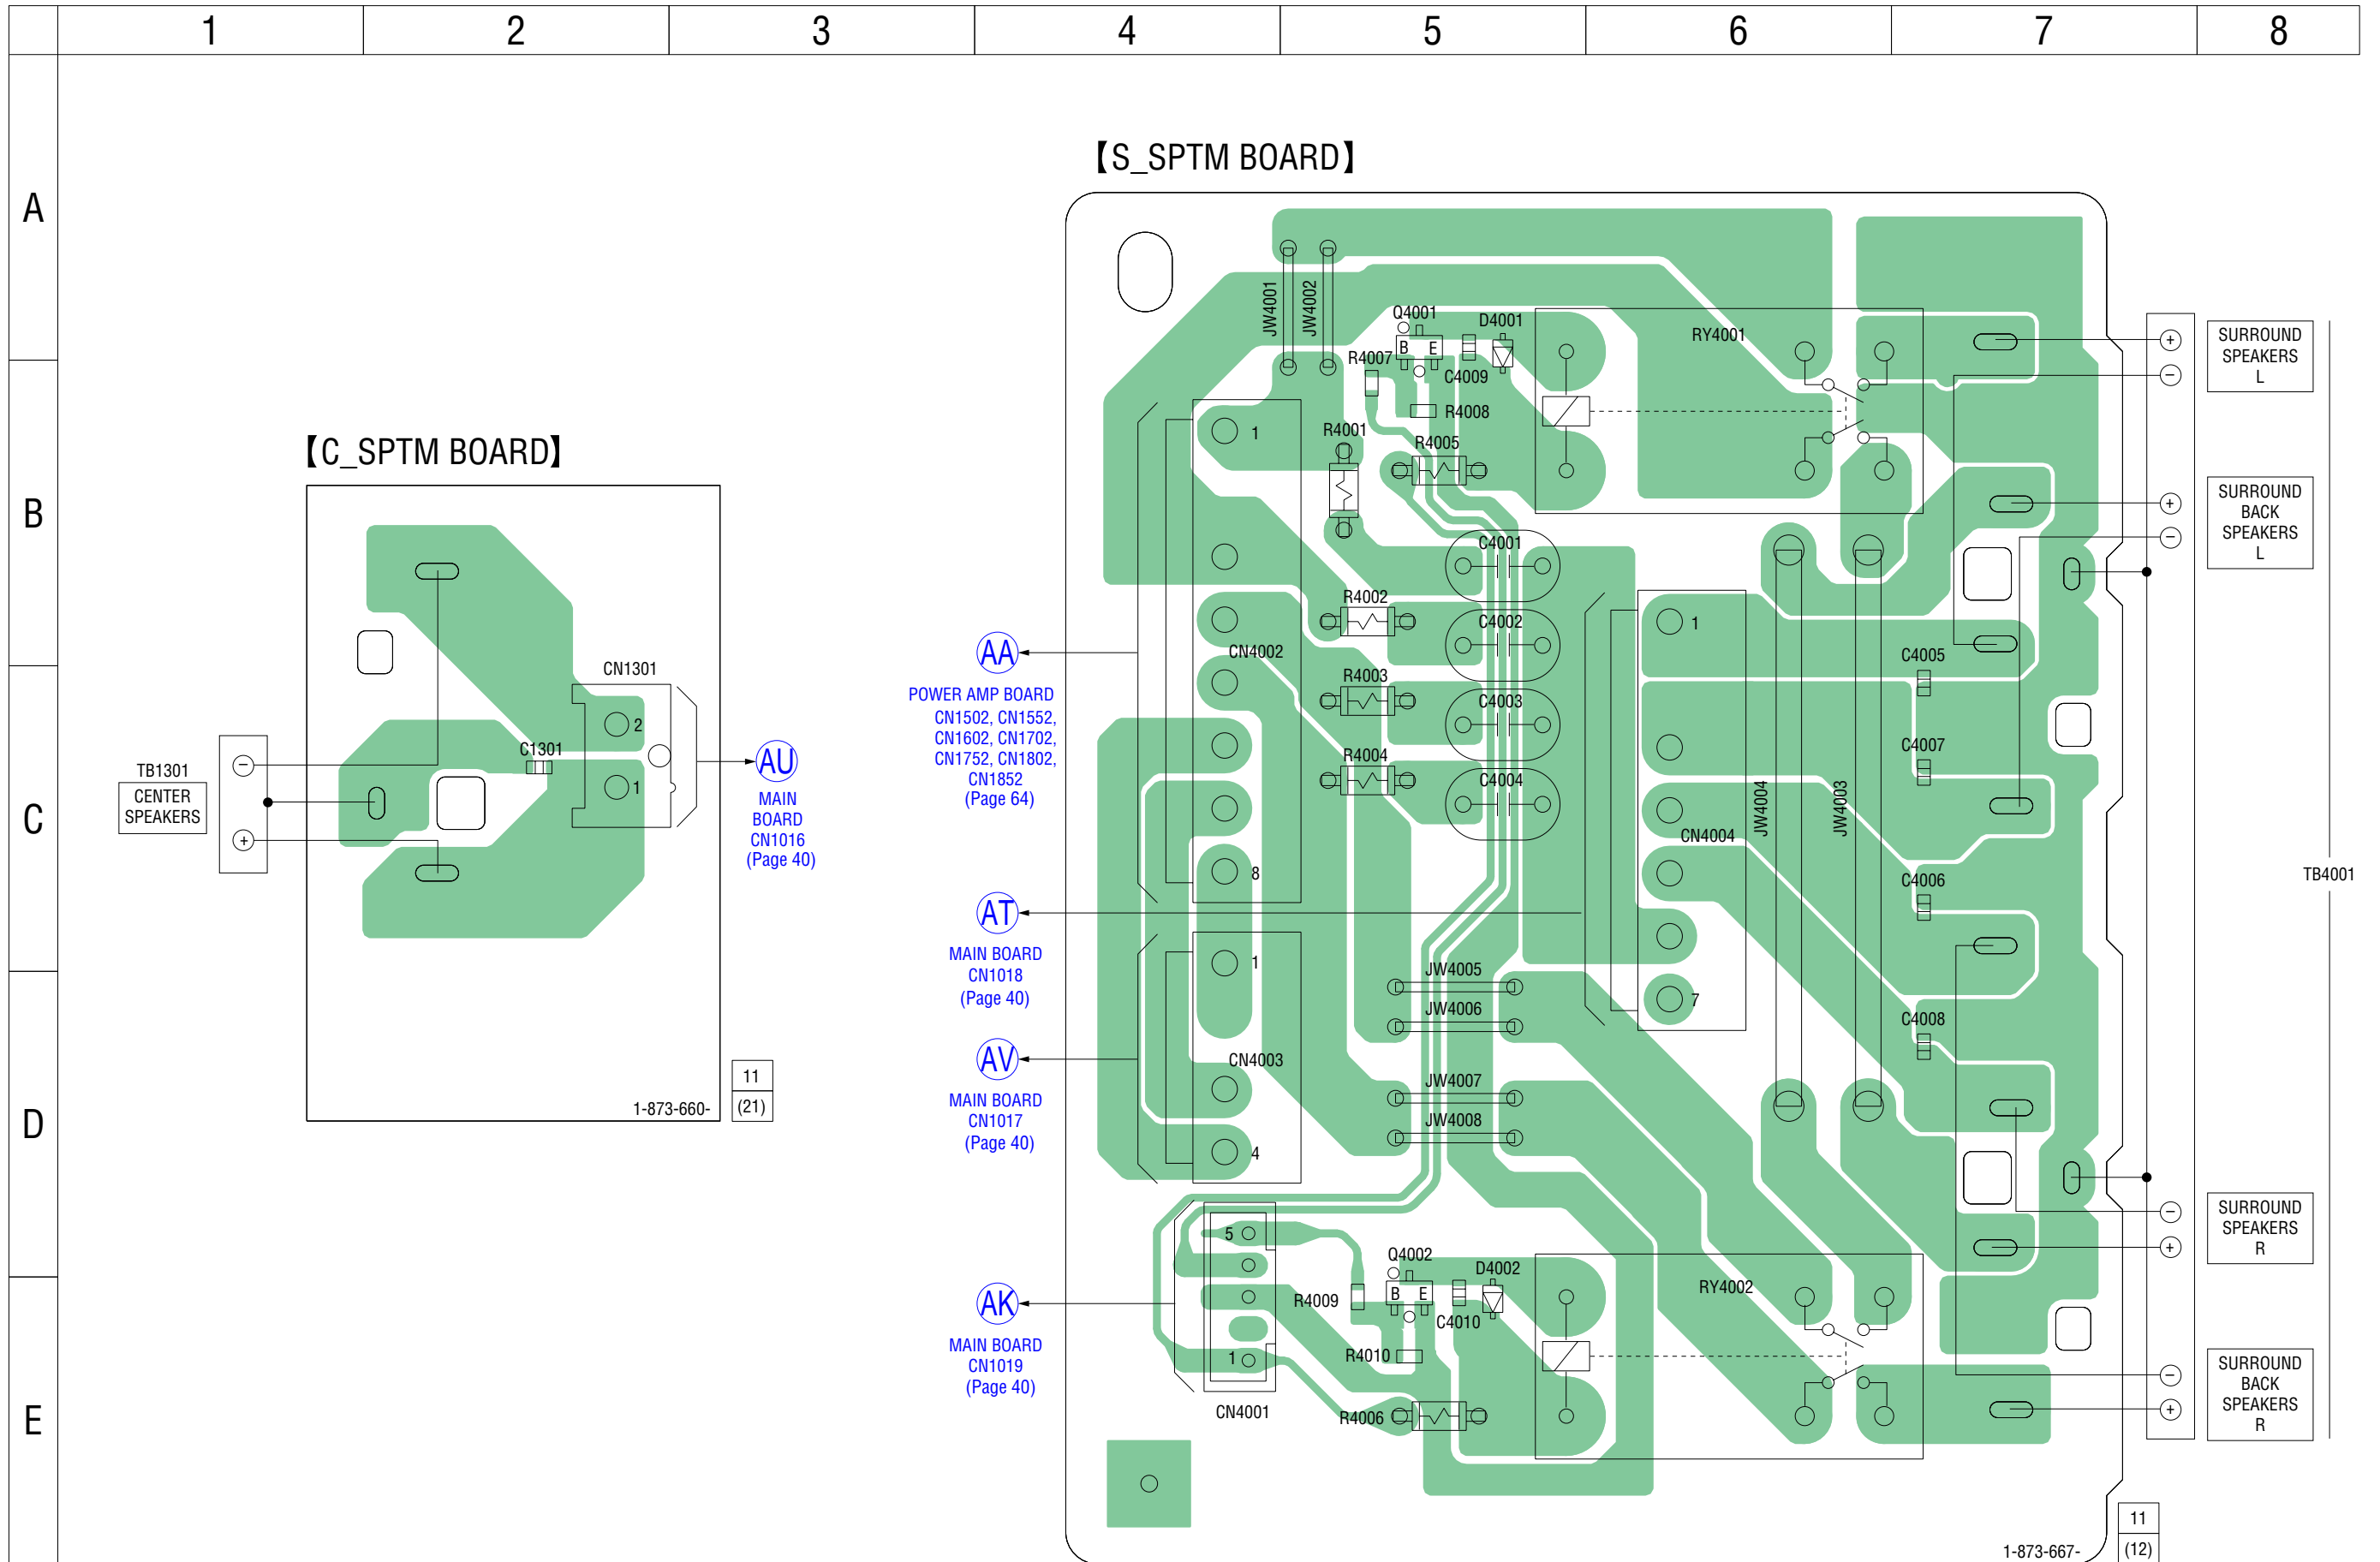 1 2 3 4 5 6 7 8
A
B
C
D
E
【C_SPTM BOARD】
TB1301
CENTER
SPEAKERS
−
+
C1301
CN1301
2
1
AU
MAIN
BOARD
CN1016
(Page 40)
1-873-660-
11
(21)
【S_SPTM BOARD】
AA
POWER AMP BOARD
CN1502, CN1552,
CN1602, CN1702,
CN1752, CN1802,
CN1852
(Page 64)
AT
MAIN BOARD
CN1018
(Page 40)
AV
MAIN BOARD
CN1017
(Page 40)
AK
MAIN BOARD
CN1019
(Page 40)
JW4001
JW4002
Q4001
B E
D4001
R4007
C4009
R4008
R4001
R4005
RY4001
1
CN4002
8
C4001
R4002
C4002
R4003
C4003
R4004
C4004
1
CN4004
7
JW4004
JW4003
C4005
C4007
C4006
C4008
1
CN4003
4
JW4005
JW4006
JW4007
JW4008
5
1
CN4001
Q4002
B E
D4002
R4009
C4010
R4010
R4006
RY4002
+
−
SURROUND
SPEAKERS
L
+
−
SURROUND
BACK
SPEAKERS
L
TB4001
−
+
SURROUND
SPEAKERS
R
−
+
SURROUND
BACK
SPEAKERS
R
1-873-667-
11
(12)